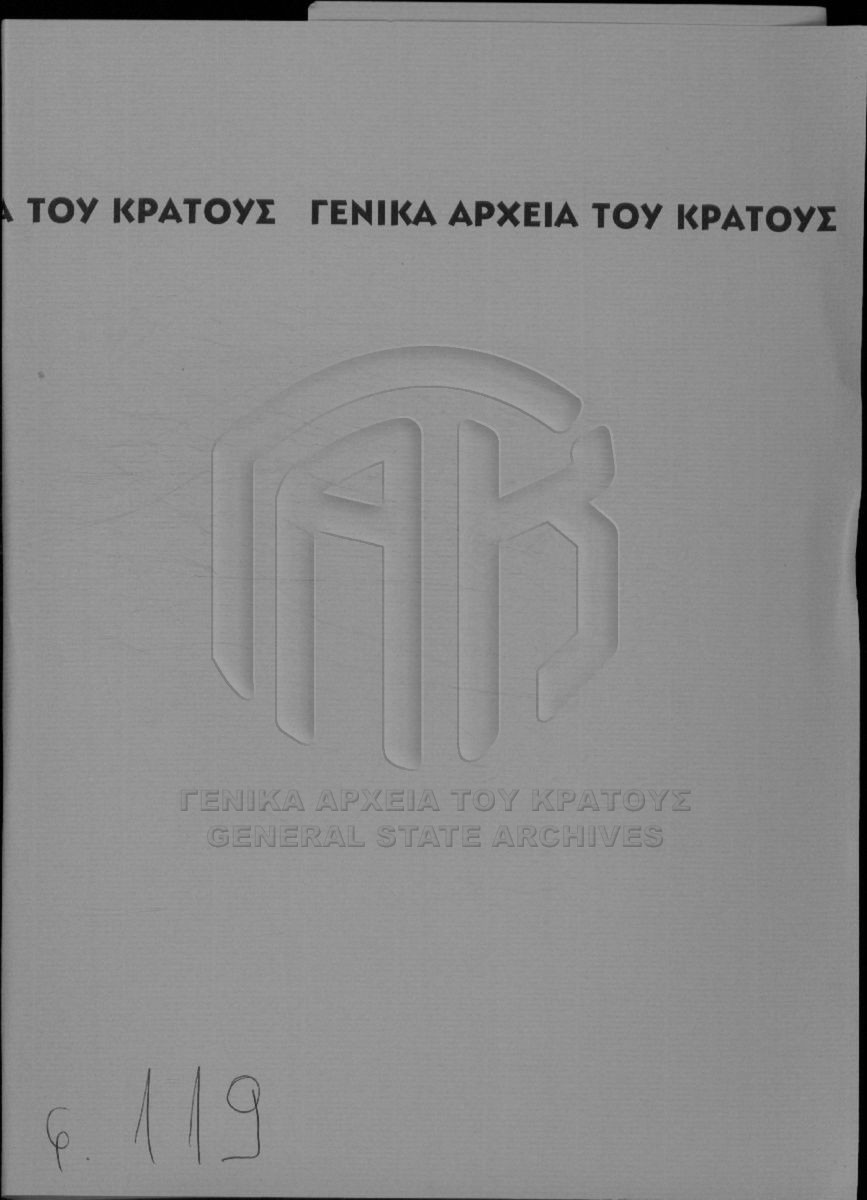 Α ΤΟΥ ΚΡΑΤΟΥΣ ΓΕΝΙΚΑ ΑΡΧΕΙΑ ΤΟΥ ΚΡΑΤΟΥΣ
ΓΑΚ
ΓΕΝΙΚΑ ΑΡΧΕΙΑ ΤΟΥ ΚΡΑΤΟΥΣ
GENERAL STATE ARCHIVES
φ. 119